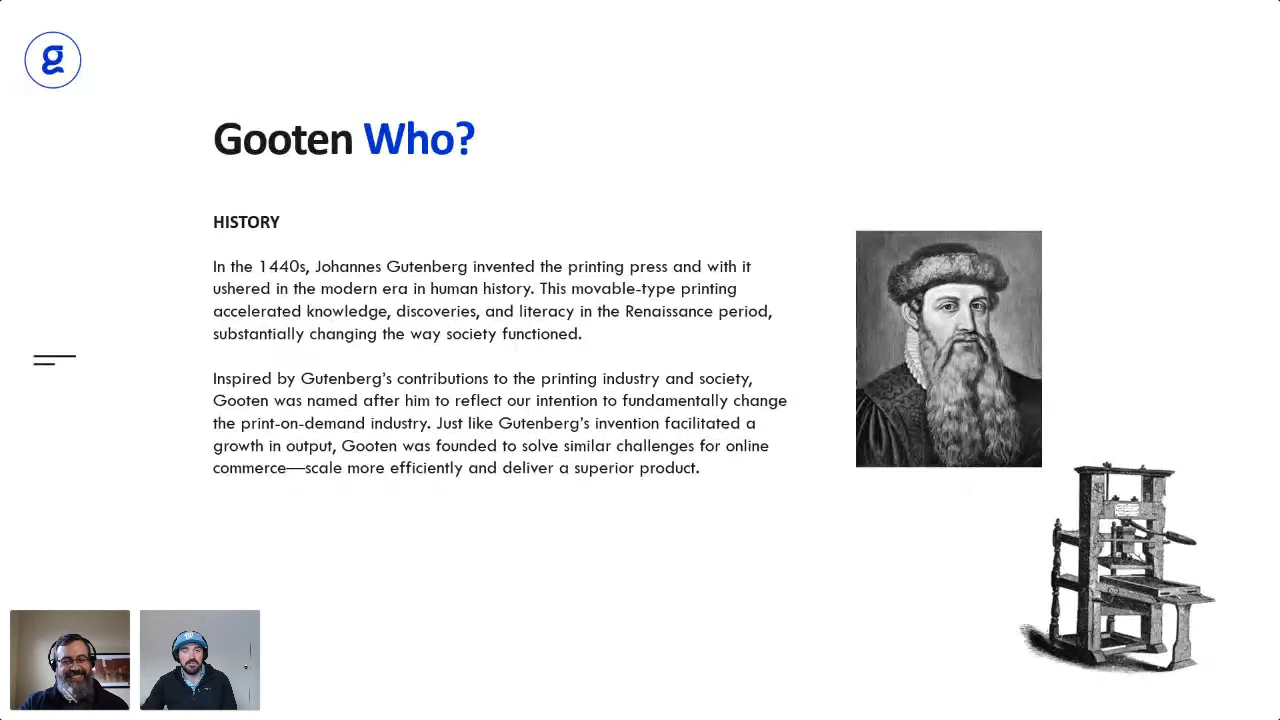 g
Gooten Who?
HISTORY
In the 1440s, Johannes Gutenberg invented the printing press and with it
ushered in the modern era in human history. This movable-type printing
accelerated knowledge, discoveries, and literacy in the Renaissance period,
substantially changing the way society functioned.
Inspired by Gutenberg’s contributions to the printing industry and society,
Gooten was named after him to reflect our intention to fundamentally change
the print-on-demand industry. Just like Gutenberg’s invention facilitated a
growth in output, Gooten was founded to solve similar challenges for online
commerce—scale more efficiently and deliver a superior product.